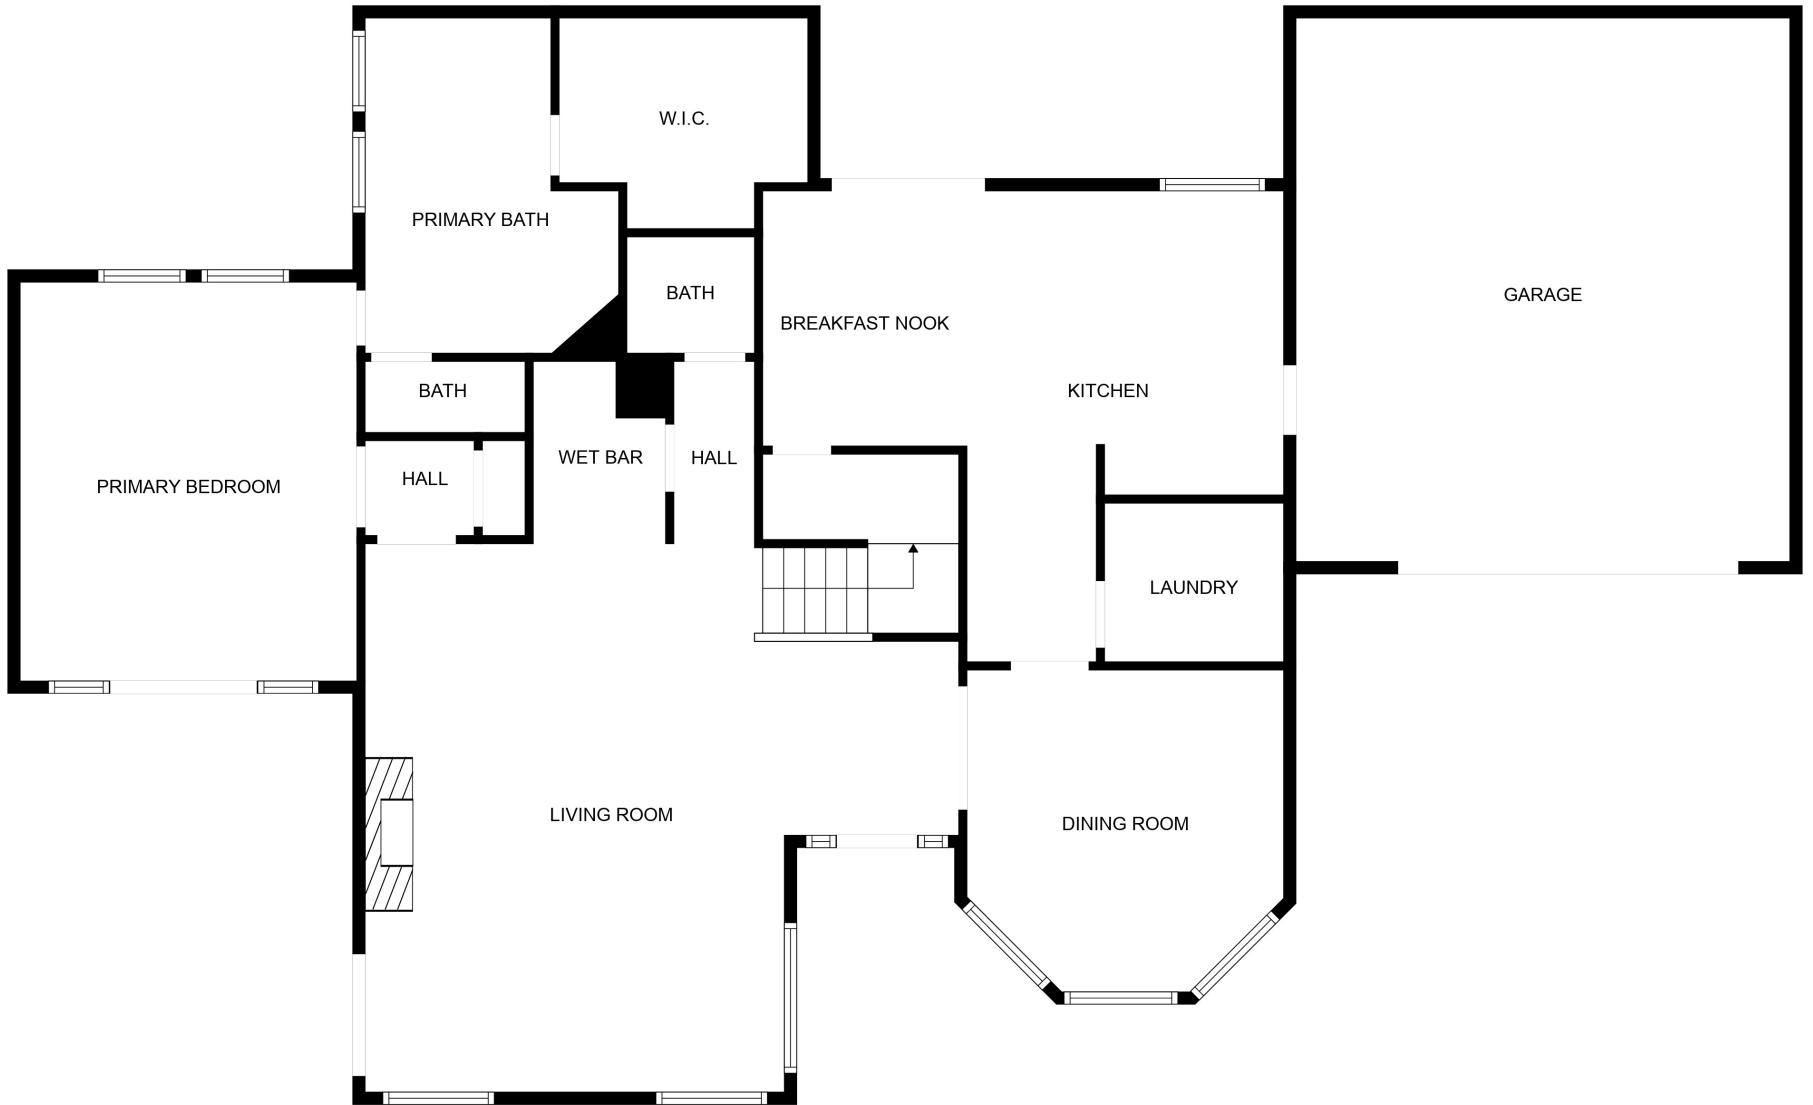 W.I.C.
PRIMARY BATH
BATH
GARAGE
BREAKFAST NOOK
BATH
KITCHEN
WET BAR
HALL
HALL
PRIMARY BEDROOM
LAUNDRY
LIVING ROOM
DINING ROOM